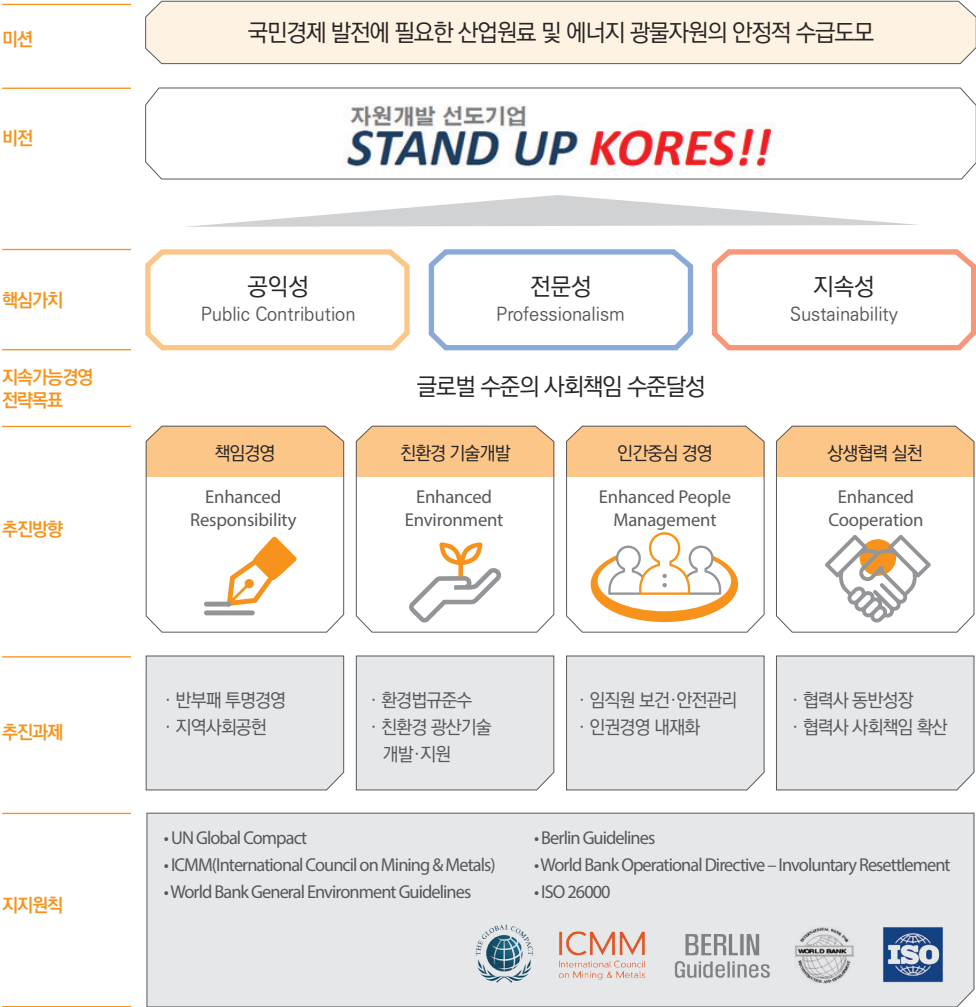 미션
국민경제 발전에 필요한 산업원료 및 에너지 광물자원의 안정적 수급도모
비전
자원개발 선도기업
STAND UP KORES!!
핵심가치
공익성
Public Contribution
전문성
Professionalism
지속성
Sustainability
지속가능경영
전략목표
글로벌 수준의 사회책임 수준달성
추진방향
책임경영
Enhanced
Responsibility
친환경 기술개발
Enhanced
Environment
인간중심 경영
Enhanced People
Management
상생협력 실천
Enhanced
Cooperation
추진과제
· 반부패 투명경영
· 지역사회공헌
· 환경법규준수
· 친환경 광산기술
개발·지원
· 임직원 보건·안전관리
· 인권경영 내재화
· 협력사 동반성장
· 협력사 사회책임 확산
지지원칙
• UN Global Compact
• ICMM(International Council on Mining & Metals)
• World Bank General Environment Guidelines
• Berlin Guidelines
• World Bank Operational Directive – Involuntary Resettlement
• ISO 26000
THE GLOBAL COMPACT
ICMM
International Council
on Mining & Metals
BERLIN
Guidelines
INTERNATIONAL BANK FOR
WORLD BANK
RECONSTRUCTION AND DEVELOPMENT
ISO